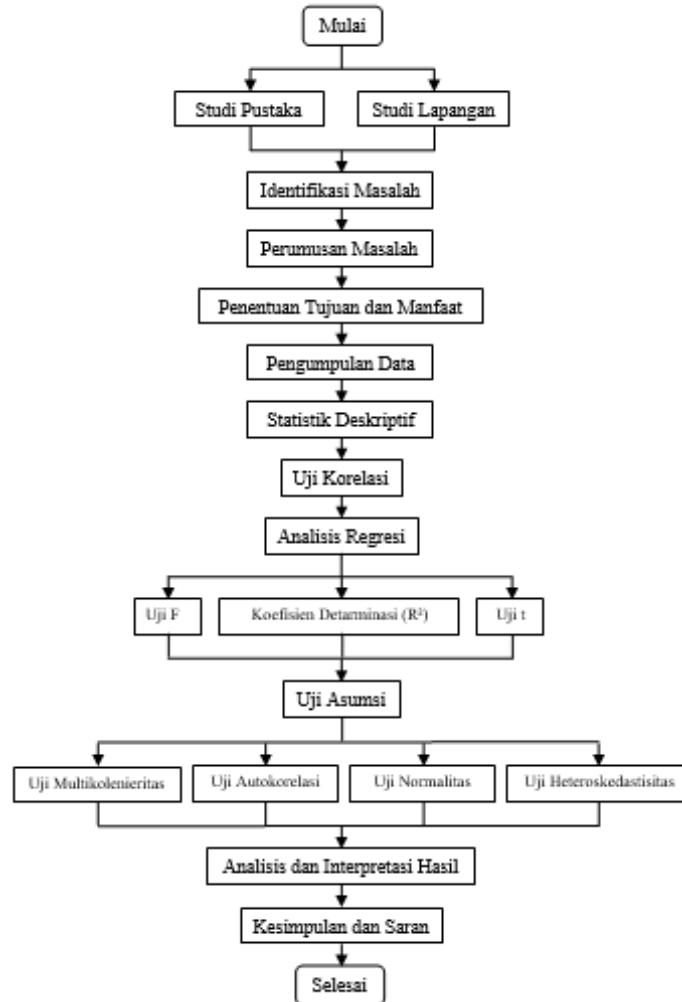 Mulai
Studi Pustaka
Studi Lapangan
Identifikasi Masalah
Perumusan Masalah
Penentuan Tujuan dan Manfaat
Pengumpulan Data
Statistik Deskriptif
Uji Korelasi
Analisis Regresi
Uji F
Koefisien Detarminasi (R²)
Uji t
Uji Asumsi
Uji Multikolenieritas
Uji Autokorelasi
Uji Normalitas
Uji Heteroskedastisitas
Analisis dan Interpretasi Hasil
Kesimpulan dan Saran
Selesai